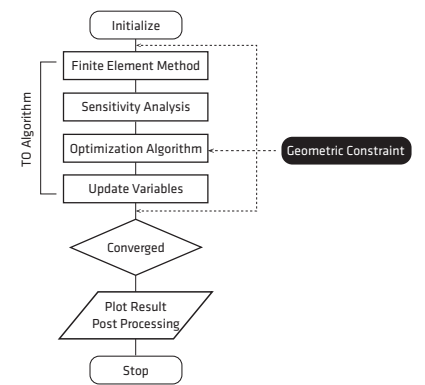 Initialize
Finite Element Method
Sensitivity Analysis
Optimization Algorithm
Update Variables
TO Algorithm
Geometric Constraint
Converged
Plot Result
Post Processing
Stop